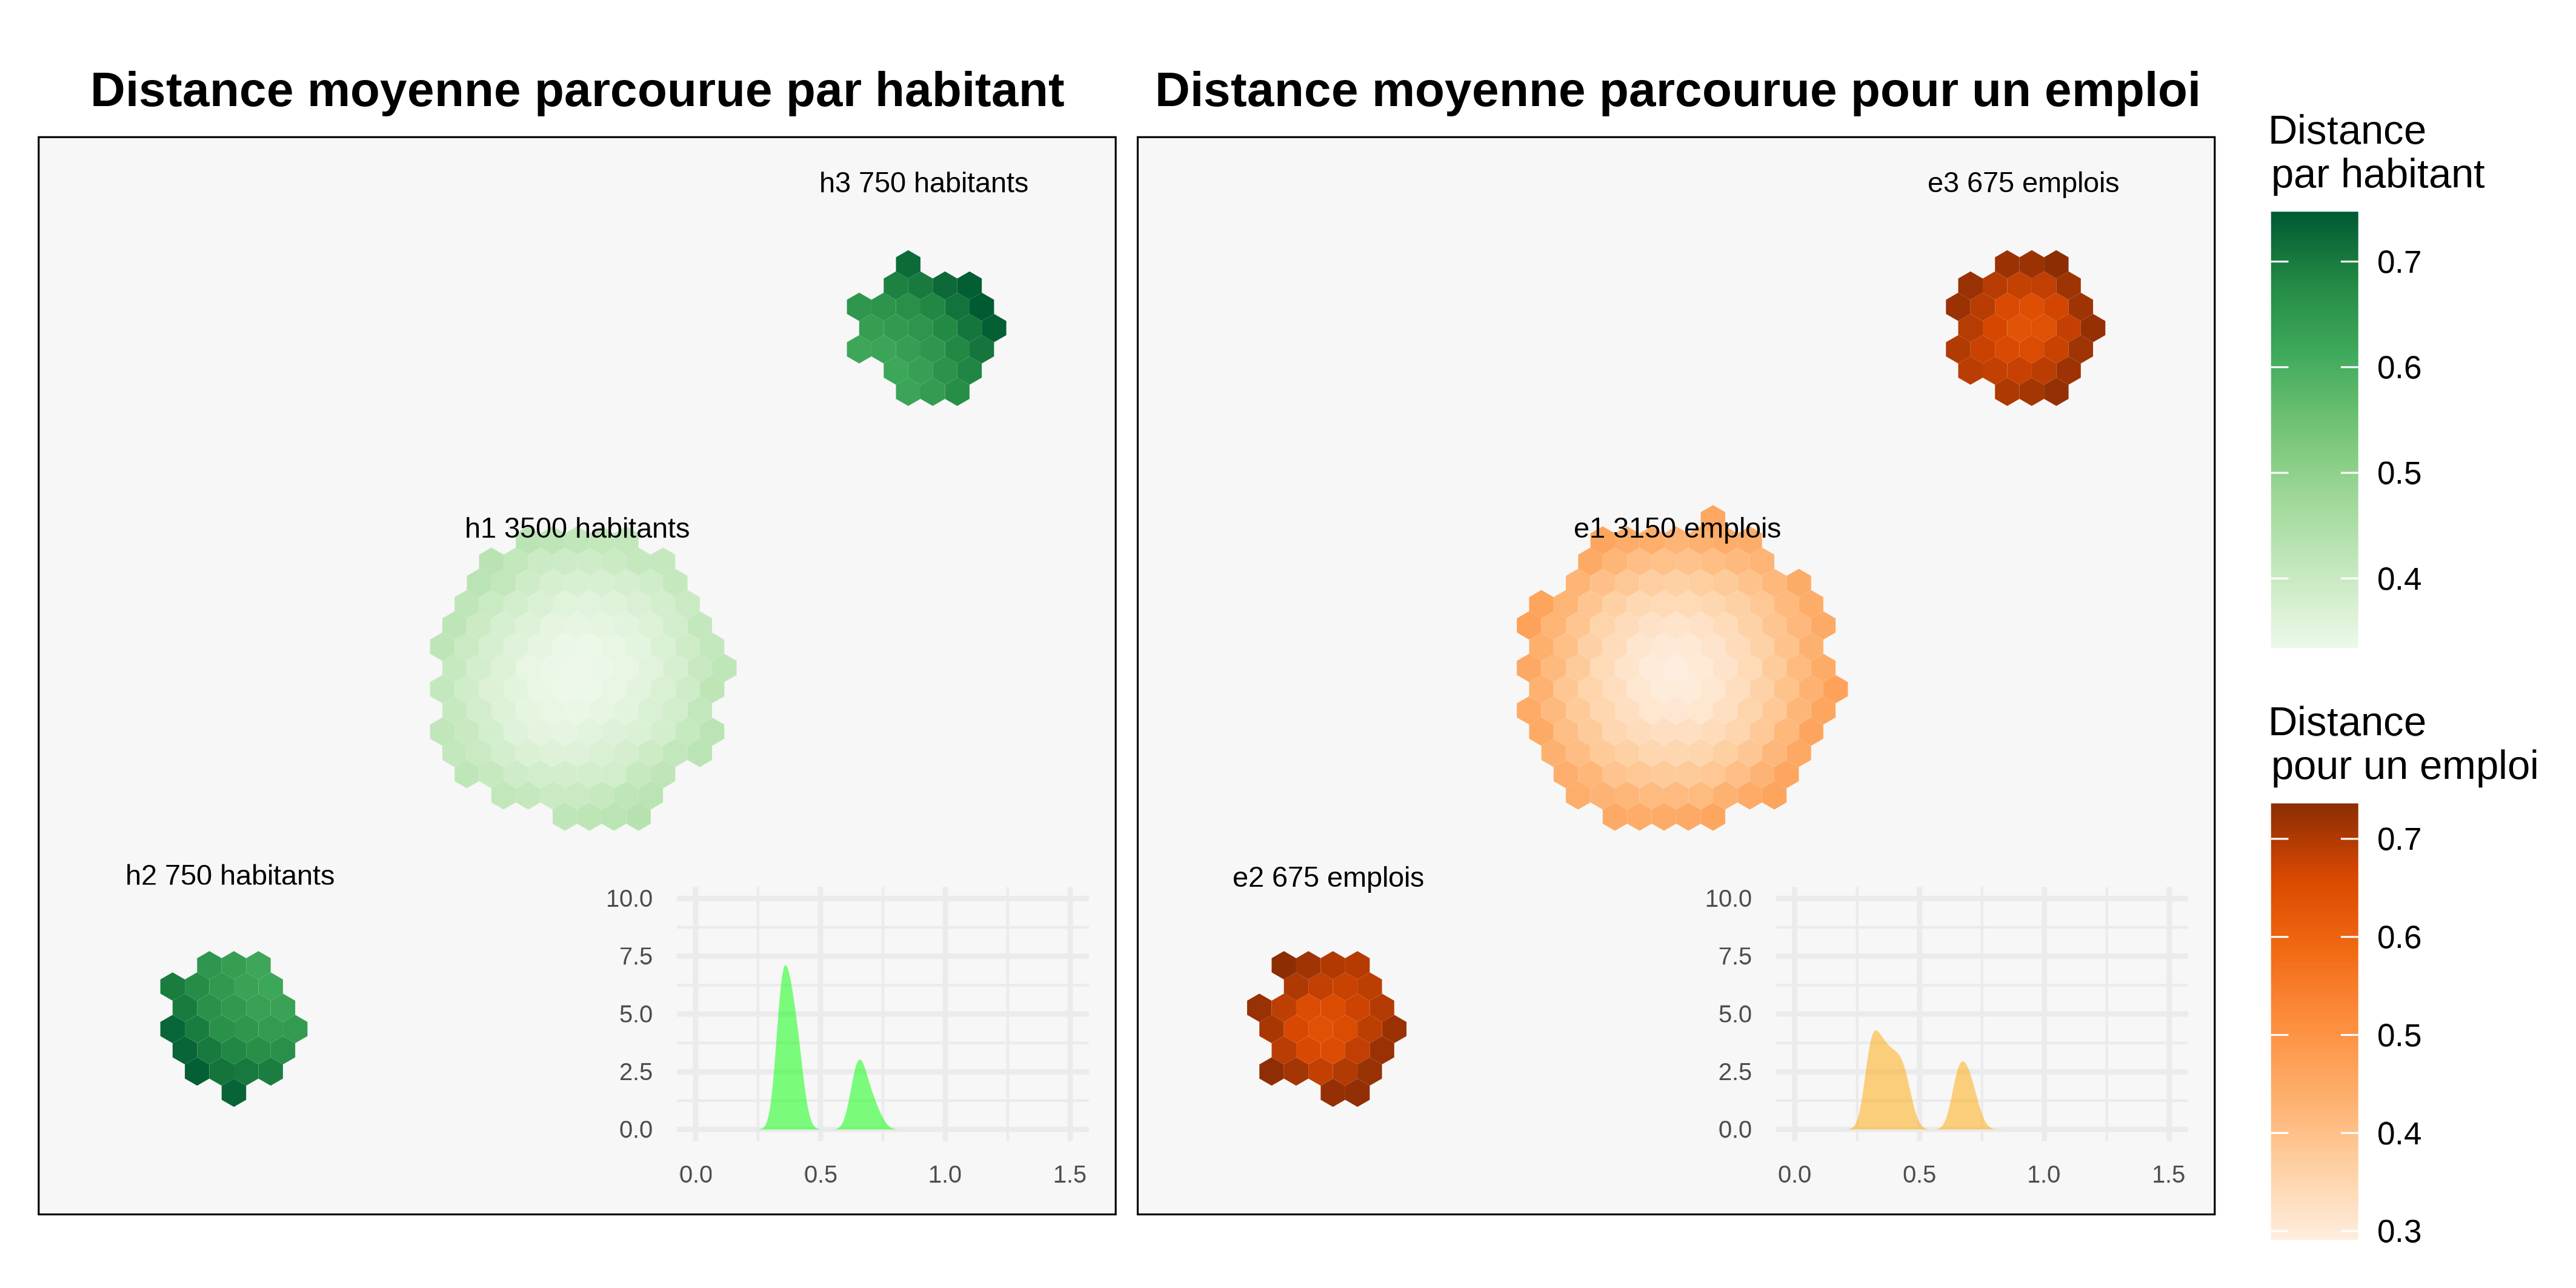 Distance moyenne parcourue par habitant
h3 750 habitants
h1 3500 habitants
h2 750 habitants
10.0
7.5
5.0
2.5
0.0
0.0 0.5 1.0 1.5
Distance moyenne parcourue pour un emploi
e3 675 emplois
e1 3150 emplois
e2 675 emplois
10.0
7.5
5.0
2.5
0.0
0.0 0.5 1.0 1.5
Distance
par habitant
0.7
0.6
0.5
0.4
Distance
pour un emploi
0.7
0.6
0.5
0.4
0.3